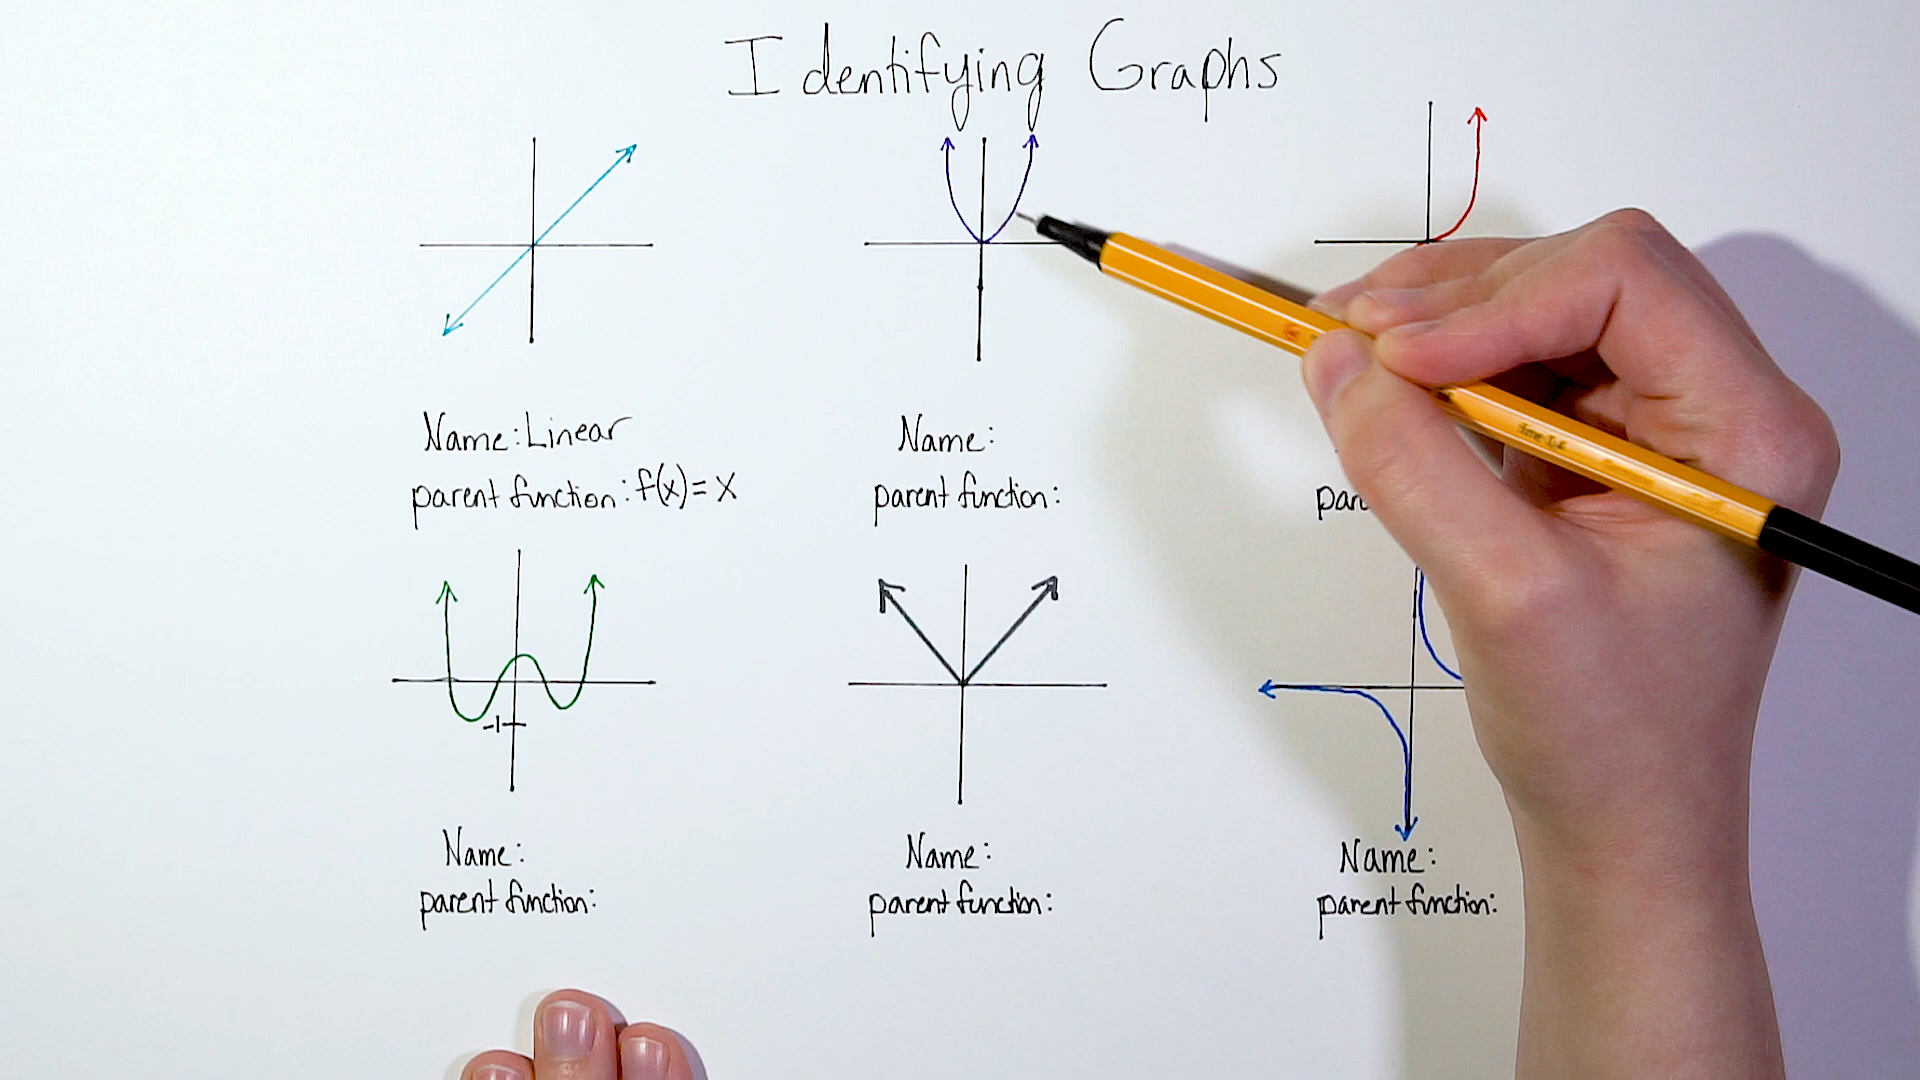 Identifying Graphs
Name: Linear
parent function: f(x) = x
Name:
parent function:
-1
Name:
parent function:
Name:
parent function:
Name:
parent function: